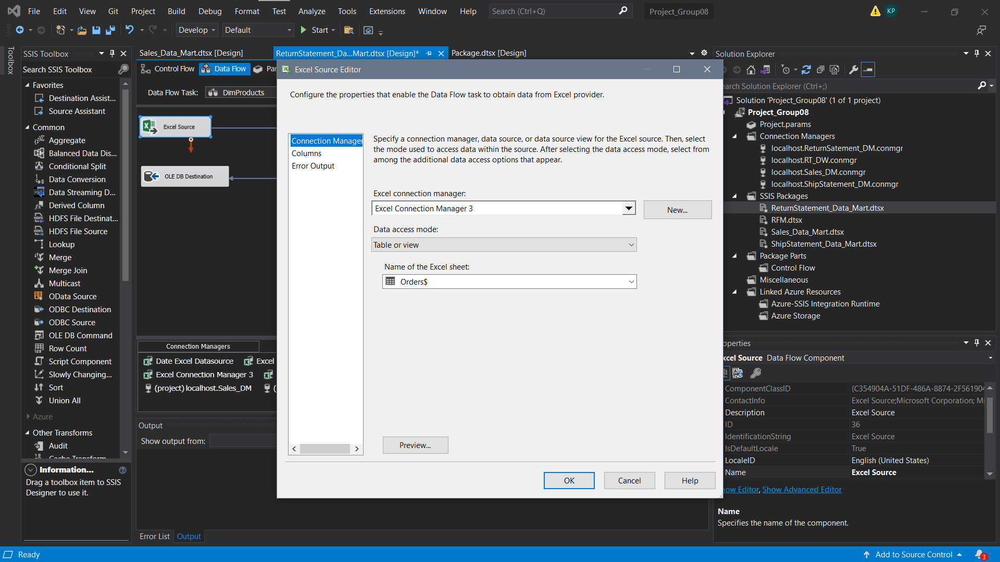 File Edit View Git Project Build Debug Format Test Analyze Tools Extensions Window Help Search (Ctrl+Q) Project_Group08 KP
Develop Default Start
Toolbox
SSIS Toolbox
Search SSIS Toolbox
Favorites
Destination Assist...
Source Assistant
Common
Aggregate
Balanced Data Dis...
Conditional Split
Data Conversion
Data Streaming D...
Derived Column
HDFS File Destinat...
HDFS File Source
Lookup
Merge
Merge Join
Multicast
OData Source
ODBC Destination
ODBC Source
OLE DB Command
Row Count
Script Component
Slowly Changing...
Sort
Union All
Azure
Other Transforms
Audit
Cache Transform
Information...
Drag a toolbox item to SSIS
Designer to use it.
Sales_Data_Mart.dtsx [Design] ReturnStatement_Da...Mart.dtsx [Design]* Package.dtsx [Design]
Control Flow Data Flow Par
Data Flow Task: DimProducts
Excel Source
OLE DB Destination
Connection Managers
Date Excel Datasource Excel
Excel Connection Manager 3
(project) localhost.Sales_DM (
Output
Show output from:
Error List Output
Excel Source Editor
Configure the properties that enable the Data Flow task to obtain data from Excel provider.
Connection Manager
Columns
Error Output
Specify a connection manager, data source, or data source view for the Excel source. Then, select
the mode used to access data within the source. After selecting the data access mode, select from
among the additional data access options that appear.
Excel connection manager:
Excel Connection Manager 3
New...
Data access mode:
Table or view
Name of the Excel sheet:
Orders$
Preview...
OK Cancel Help
Solution Explorer
earch Solution Explorer (Ctrl+;)
Solution 'Project_Group08' (1 of 1 project)
Project_Group08
Project.params
Connection Managers
localhost.ReturnSatement_DM.conmgr
localhost.RT_DW.conmgr
localhost.Sales_DM.conmgr
localhost.ShipStatement_DM.conmgr
SSIS Packages
ReturnStatement_Data_Mart.dtsx
RFM.dtsx
Sales_Data_Mart.dtsx
ShipStatement_Data_Mart.dtsx
Package Parts
Control Flow
Miscellaneous
Linked Azure Resources
Azure-SSIS Integration Runtime
Azure Storage
operties
xcel Source Data Flow Component
ComponentClassID {C354904A-51DF-486A-8874-2F561904
ContactInfo Excel Source;Microsoft Corporation; Mi
Description Excel Source
ID 36
IdentificationString Excel Source
IsDefaultLocale True
LocaleID English (United States)
Name Excel Source
how Editor, Show Advanced Editor
Name
Specifies the name of the component.
Ready
Add to Source Control 3